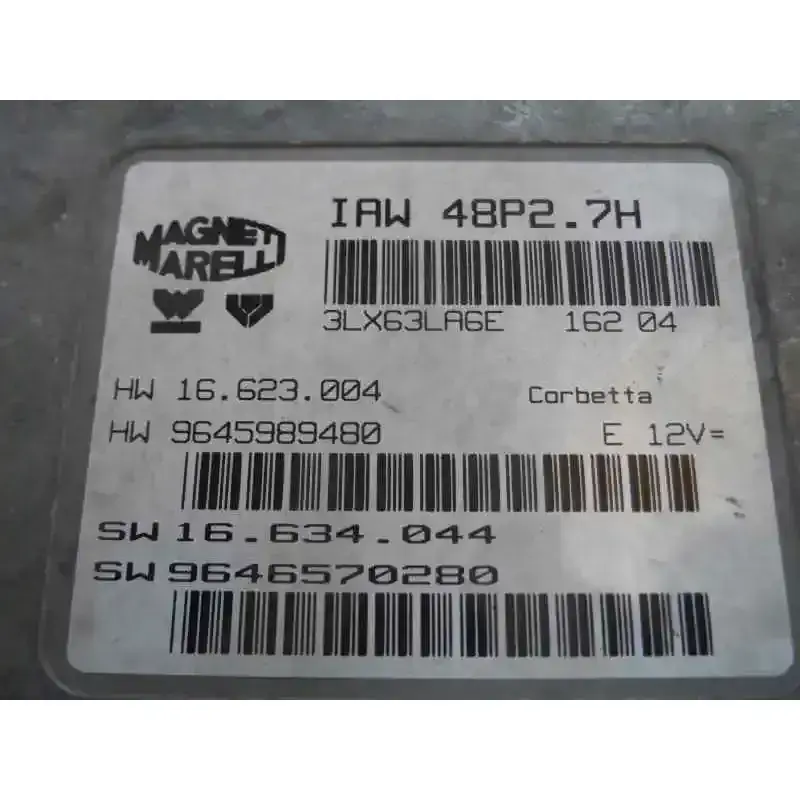 MAGNETI
MARELLI
IAW 48P2.7H
3LX63LA6E 162 04
HW 16.623.004
Corbetta
HW 9645989480
E 12V=
SW 16.634.044
SW 9646570280